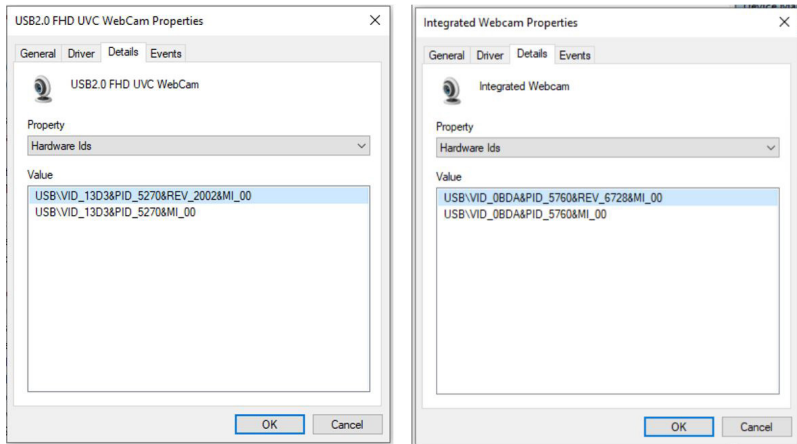 USB2.0 FHD UVC WebCam Properties
General Driver Details Events
USB2.0 FHD UVC WebCam
Property
Hardware Ids
Value
USB\VID_13D3&PID_5270&REV_2002&MI_00
USB\VID_13D3&PID_5270&MI_00
OK Cancel
Integrated Webcam Properties
General Driver Details Events
Integrated Webcam
Property
Hardware Ids
Value
USB\VID_0BDA&PID_5760&REV_6728&MI_00
USB\VID_0BDA&PID_5760&MI_00
OK Cancel